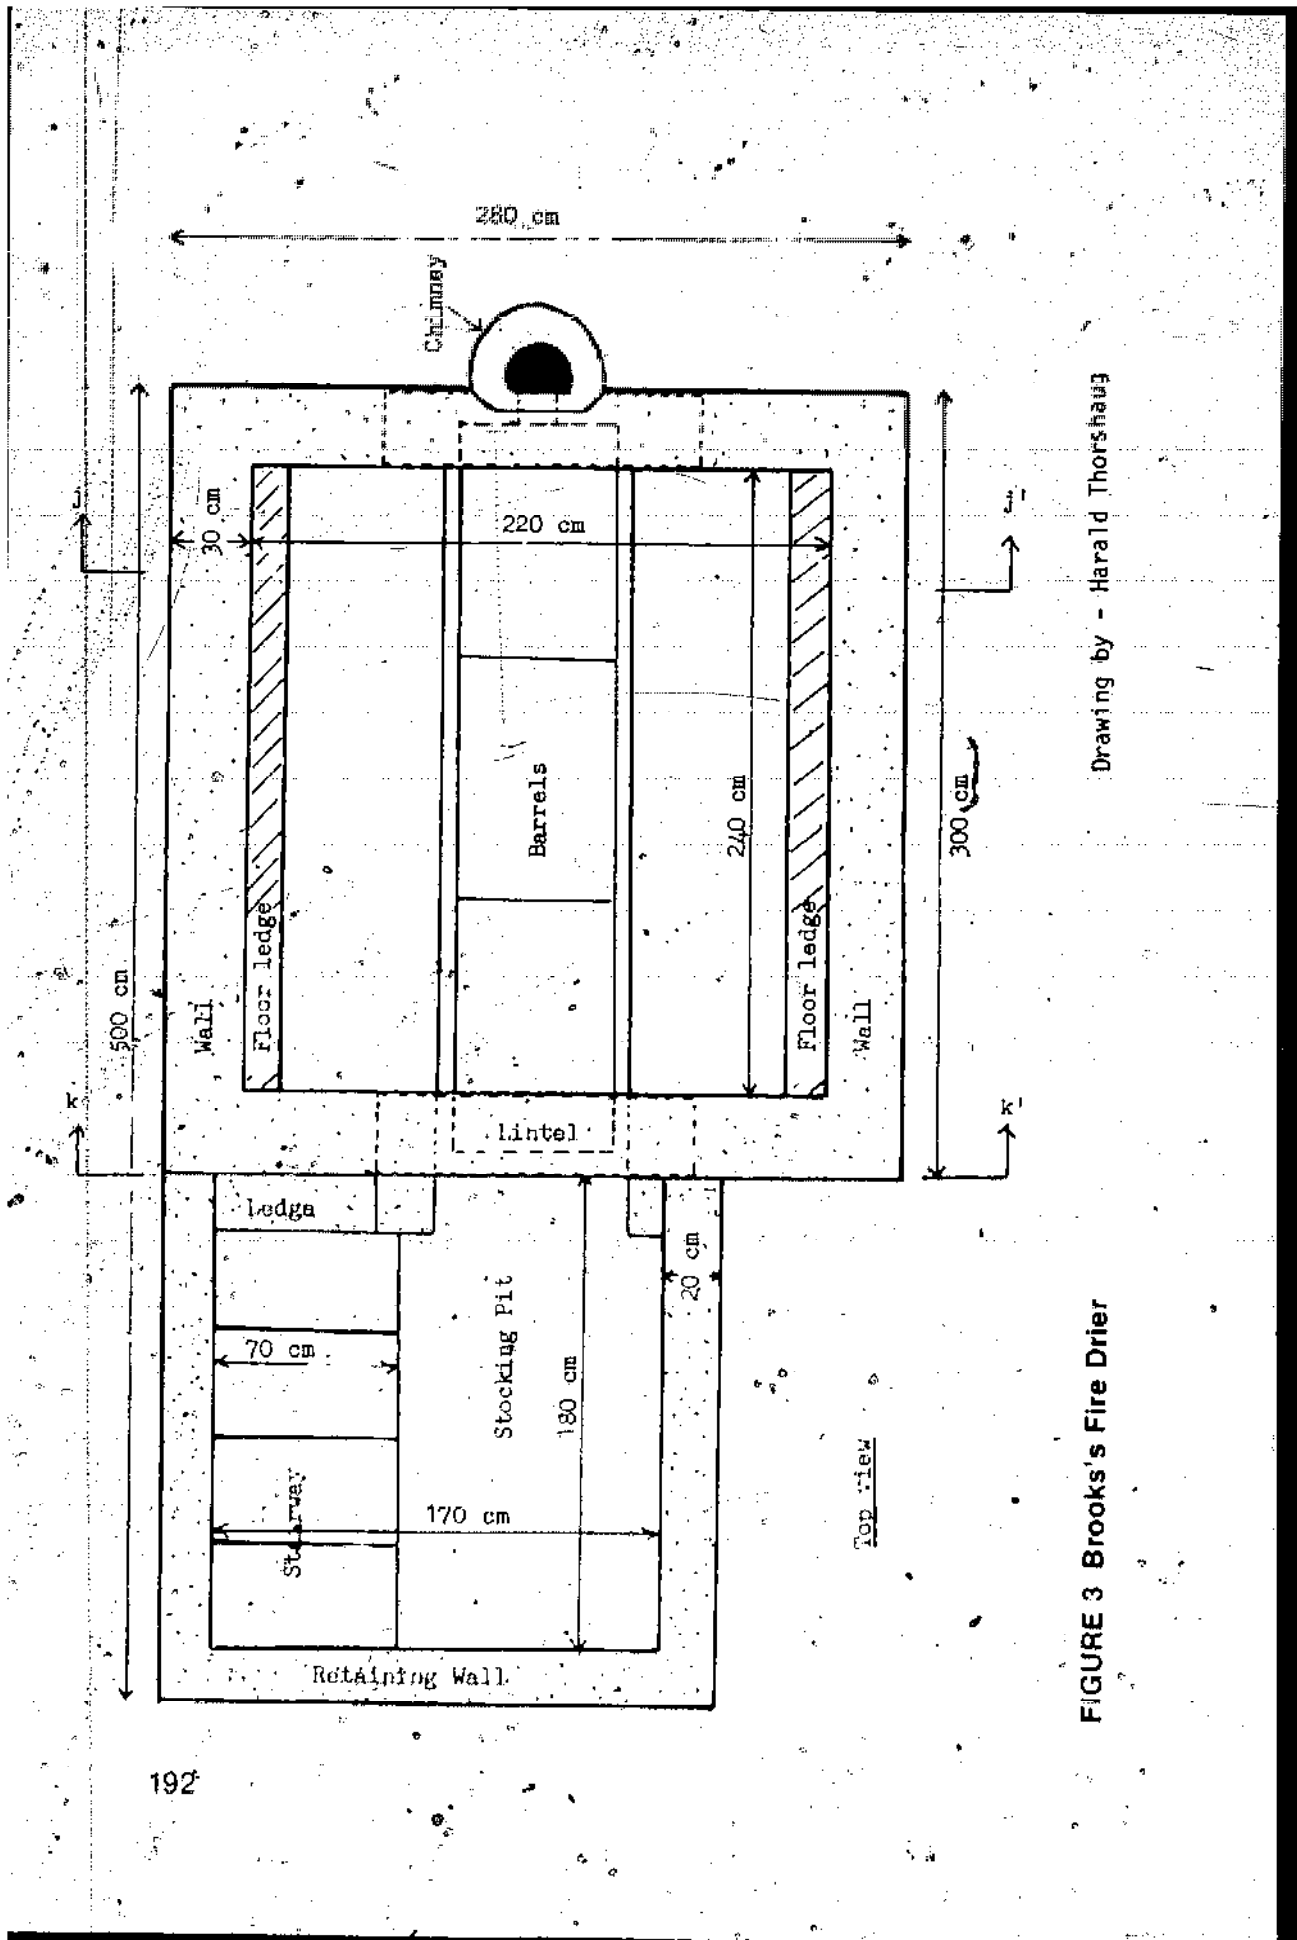 280 cm
Chimney
j
j'
30 cm
220 cm
Barrels
240 cm
300 cm
500 cm
Wall
Floor ledge
Floor ledge
Wall
k
k'
Lintel
Ledge
20 cm
70 cm
Stocking Pit
180 cm
Stairway
170 cm
Retaining Wall
Top view
Drawing by - Harald Thorshaug
FIGURE 3 Brooks's Fire Drier
192